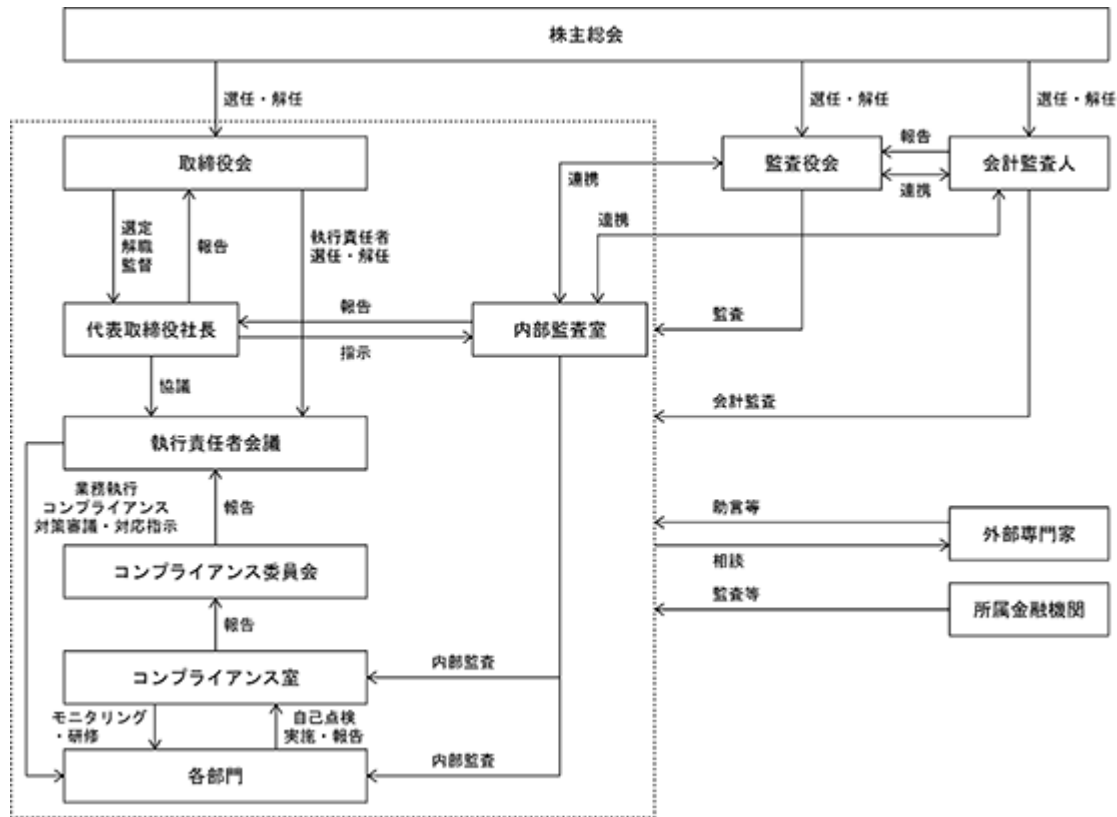 株主総会
選任・解任
選任・解任
選任・解任
取締役会
監査役会
報告
連携
会計監査人
連携
連携
選定
解職
監督
報告
執行責任者
選任・解任
代表取締役社長
報告
指示
内部監査室
監査
協議
会計監査
執行責任者会議
業務執行
コンプライアンス
対策審議・対応指示
報告
助言等
相談
外部専門家
コンプライアンス委員会
監査等
所属金融機関
報告
コンプライアンス室
内部監査
モニタリング
・研修
自己点検
実施・報告
各部門
内部監査